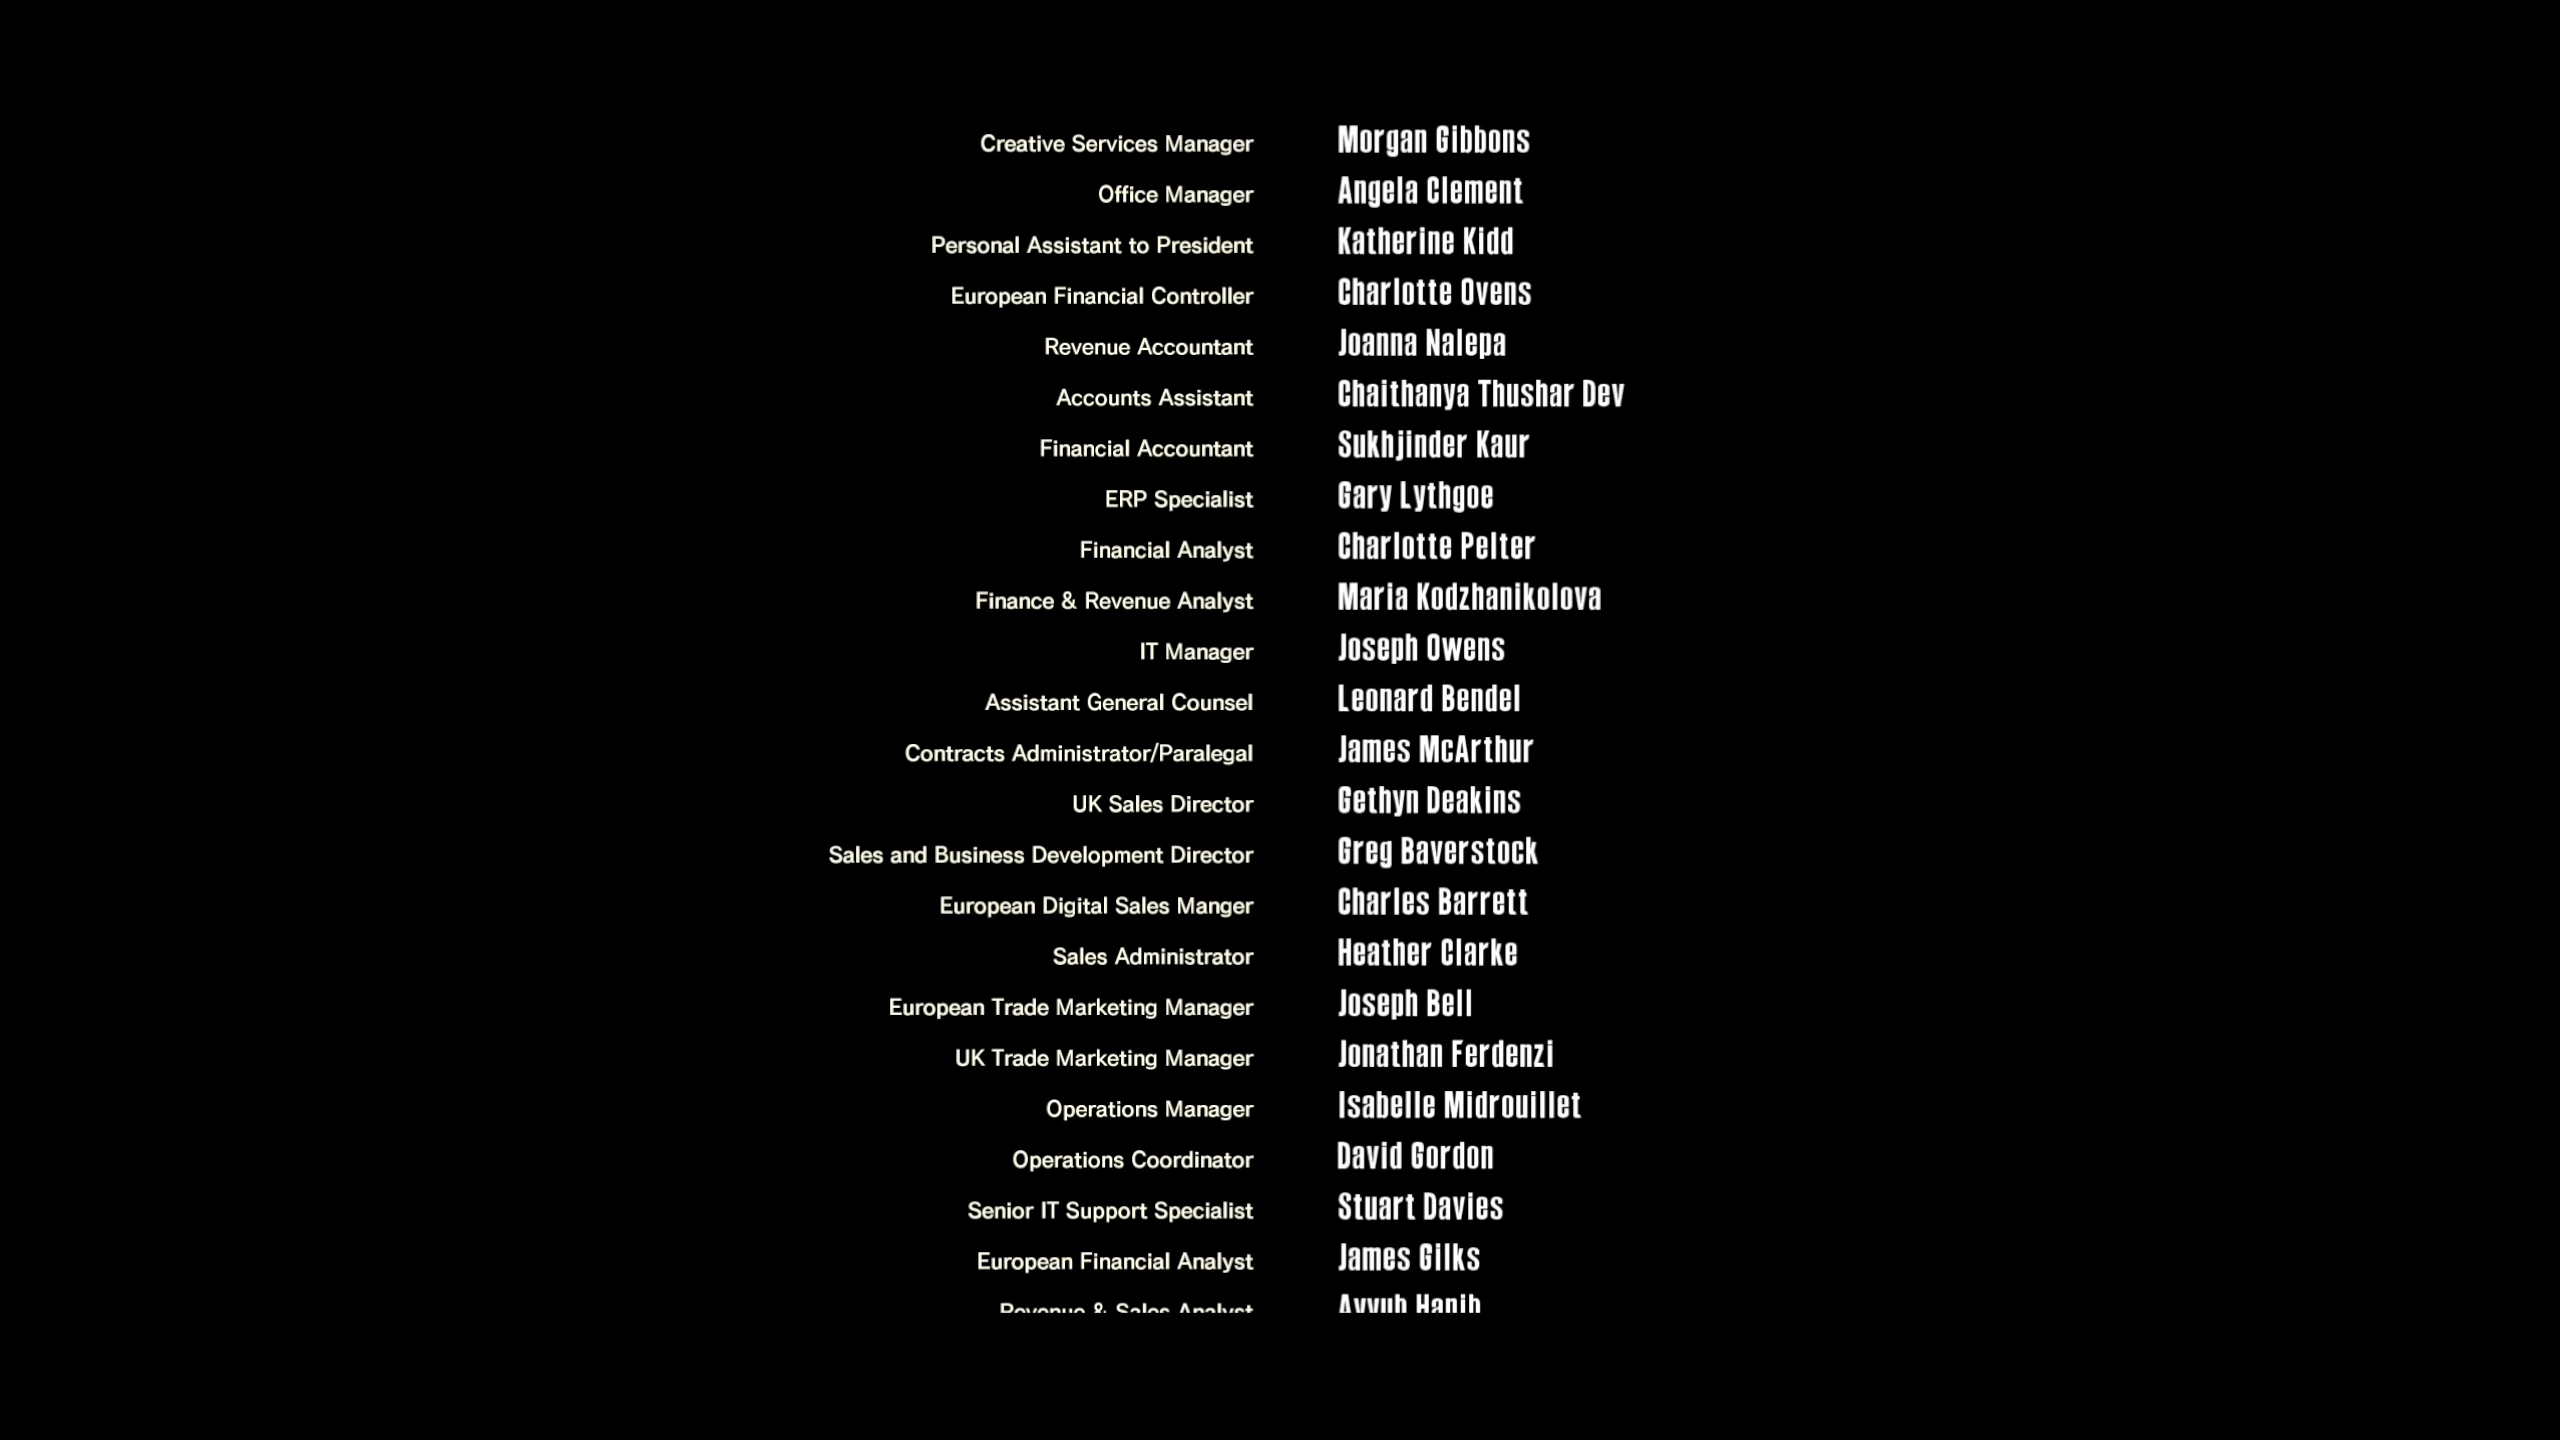 Creative Services Manager Morgan Gibbons
Office Manager Angela Clement
Personal Assistant to President Katherine Kidd
European Financial Controller Charlotte Ovens
Revenue Accountant Joanna Nalepa
Accounts Assistant Chaithanya Thushar Dev
Financial Accountant Sukhjinder Kaur
ERP Specialist Gary Lythgoe
Financial Analyst Charlotte Pelter
Finance & Revenue Analyst Maria Kodzhanikolova
IT Manager Joseph Owens
Assistant General Counsel Leonard Bendel
Contracts Administrator/Paralegal James McArthur
UK Sales Director Gethyn Deakins
Sales and Business Development Director Greg Baverstock
European Digital Sales Manger Charles Barrett
Sales Administrator Heather Clarke
European Trade Marketing Manager Joseph Bell
UK Trade Marketing Manager Jonathan Ferdenzi
Operations Manager Isabelle Midrouillet
Operations Coordinator David Gordon
Senior IT Support Specialist Stuart Davies
European Financial Analyst James Gilks
Revenue & Sales Analyst